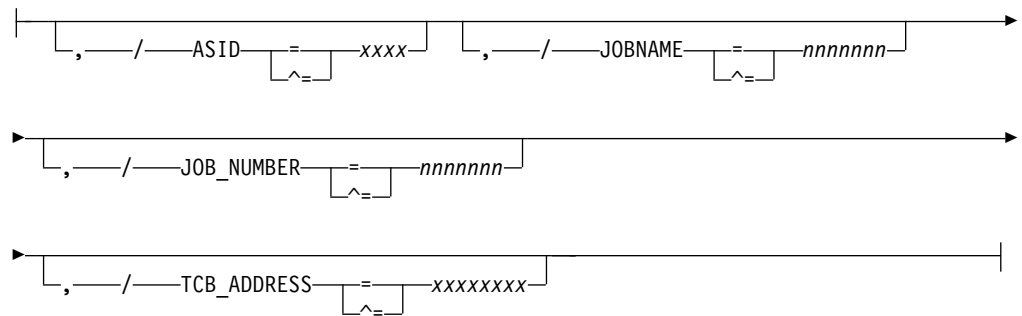 , / ASID = xxxx , / JOBNAME = nnnnnnn
^= ^=
, / JOB_NUMBER = nnnnnnn
^=
, / TCB_ADDRESS = xxxxxxxx
^=